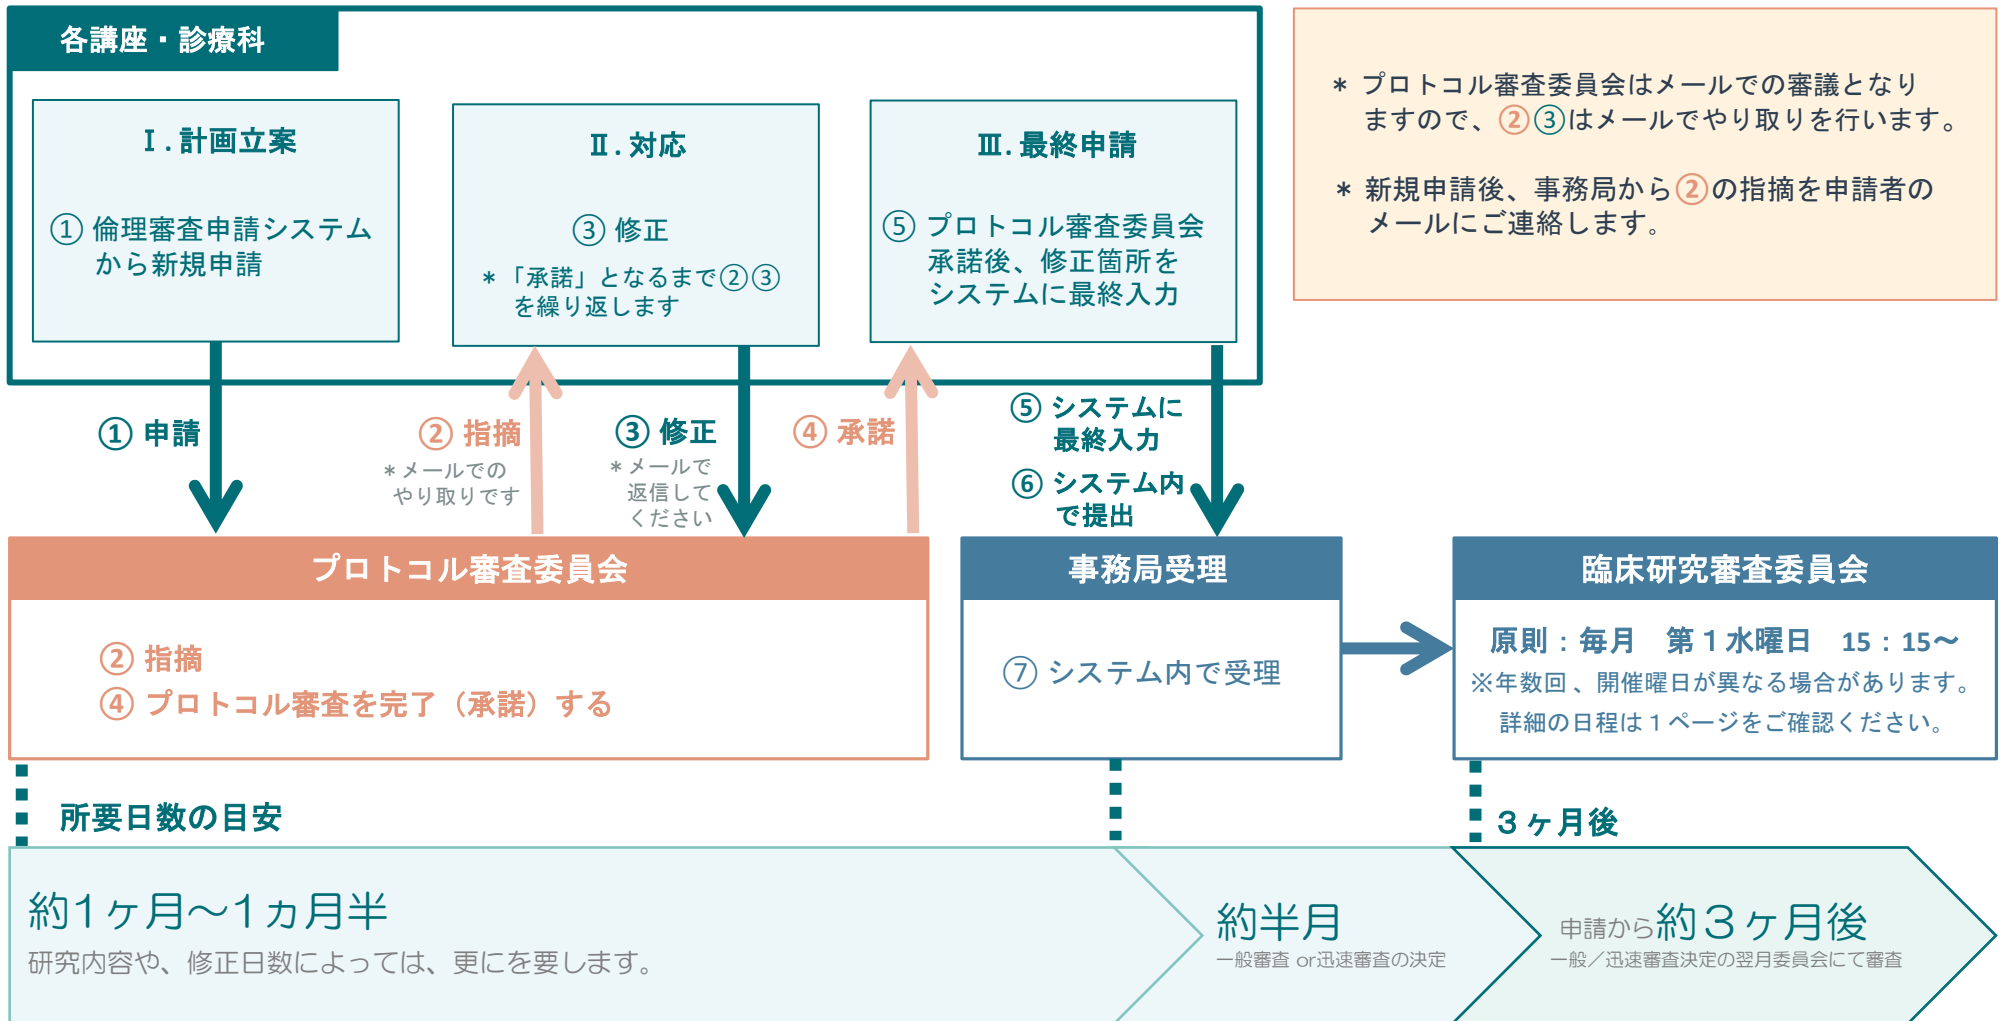 各講座・診療科
Ⅰ.計画立案
① 倫理審査申請システム
から新規申請
Ⅱ.対応
③ 修正
＊「承諾」となるまで②③
を繰り返します
Ⅲ.最終申請
⑤ プロトコル審査委員会
承諾後、修正箇所を
システムに最終入力
＊ プロトコル審査委員会はメールでの審議となり
ますので、②③はメールでやり取りを行います。
＊ 新規申請後、事務局から②の指摘を申請者の
メールにご連絡します。
① 申請
② 指摘
＊メールでの
やり取りです
③ 修正
＊メールで
返信して
ください
④ 承諾
⑤ システムに
最終入力
⑥ システム内
で提出
プロトコル審査委員会
② 指摘
④ プロトコル審査を完了（承諾）する
事務局受理
⑦ システム内で受理
臨床研究審査委員会
原則：毎月　第１水曜日　15：15～
※年数回、開催曜日が異なる場合があります。
詳細の日程は１ページをご確認ください。
所要日数の目安
３ヶ月後
約1ヶ月～1ヵ月半
研究内容や、修正日数によっては、更にを要します。
約半月
一般審査 or迅速審査の決定
申請から約３ヶ月後
一般／迅速審査決定の翌月委員会にて審査